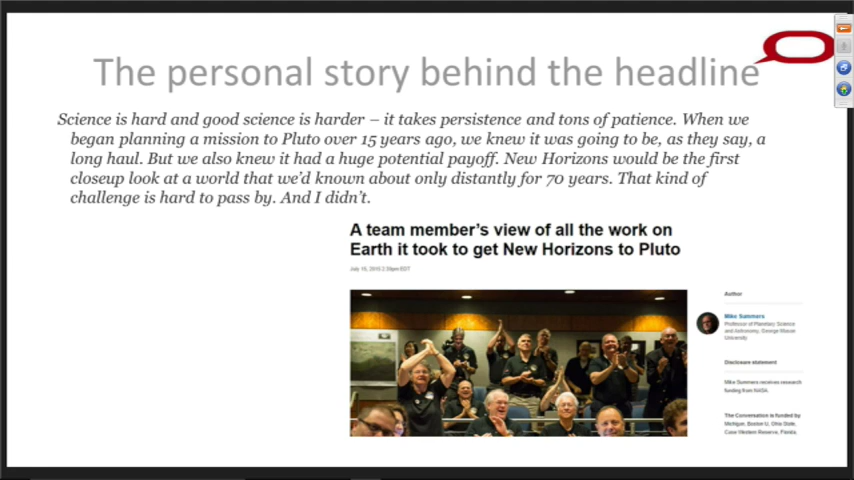 The personal story behind the headline
Science is hard and good science is harder – it takes persistence and tons of patience. When we
began planning a mission to Pluto over 15 years ago, we knew it was going to be, as they say, a
long haul. But we also knew it had a huge potential payoff. New Horizons would be the first
closeup look at a world that we'd known about only distantly for 70 years. That kind of
challenge is hard to pass by. And I didn't.
A team member's view of all the work on
Earth it took to get New Horizons to Pluto
July 15, 2015 2.29pm EDT
Author
Mike Summers
Professor of Planetary Science
and Astronomy, George Mason
University
Disclosure statement
Mike Summers receives research
funding from NASA.
The Conversation is funded by
Michigan, Boston U, Ohio State,
Case Western Reserve, Florida,